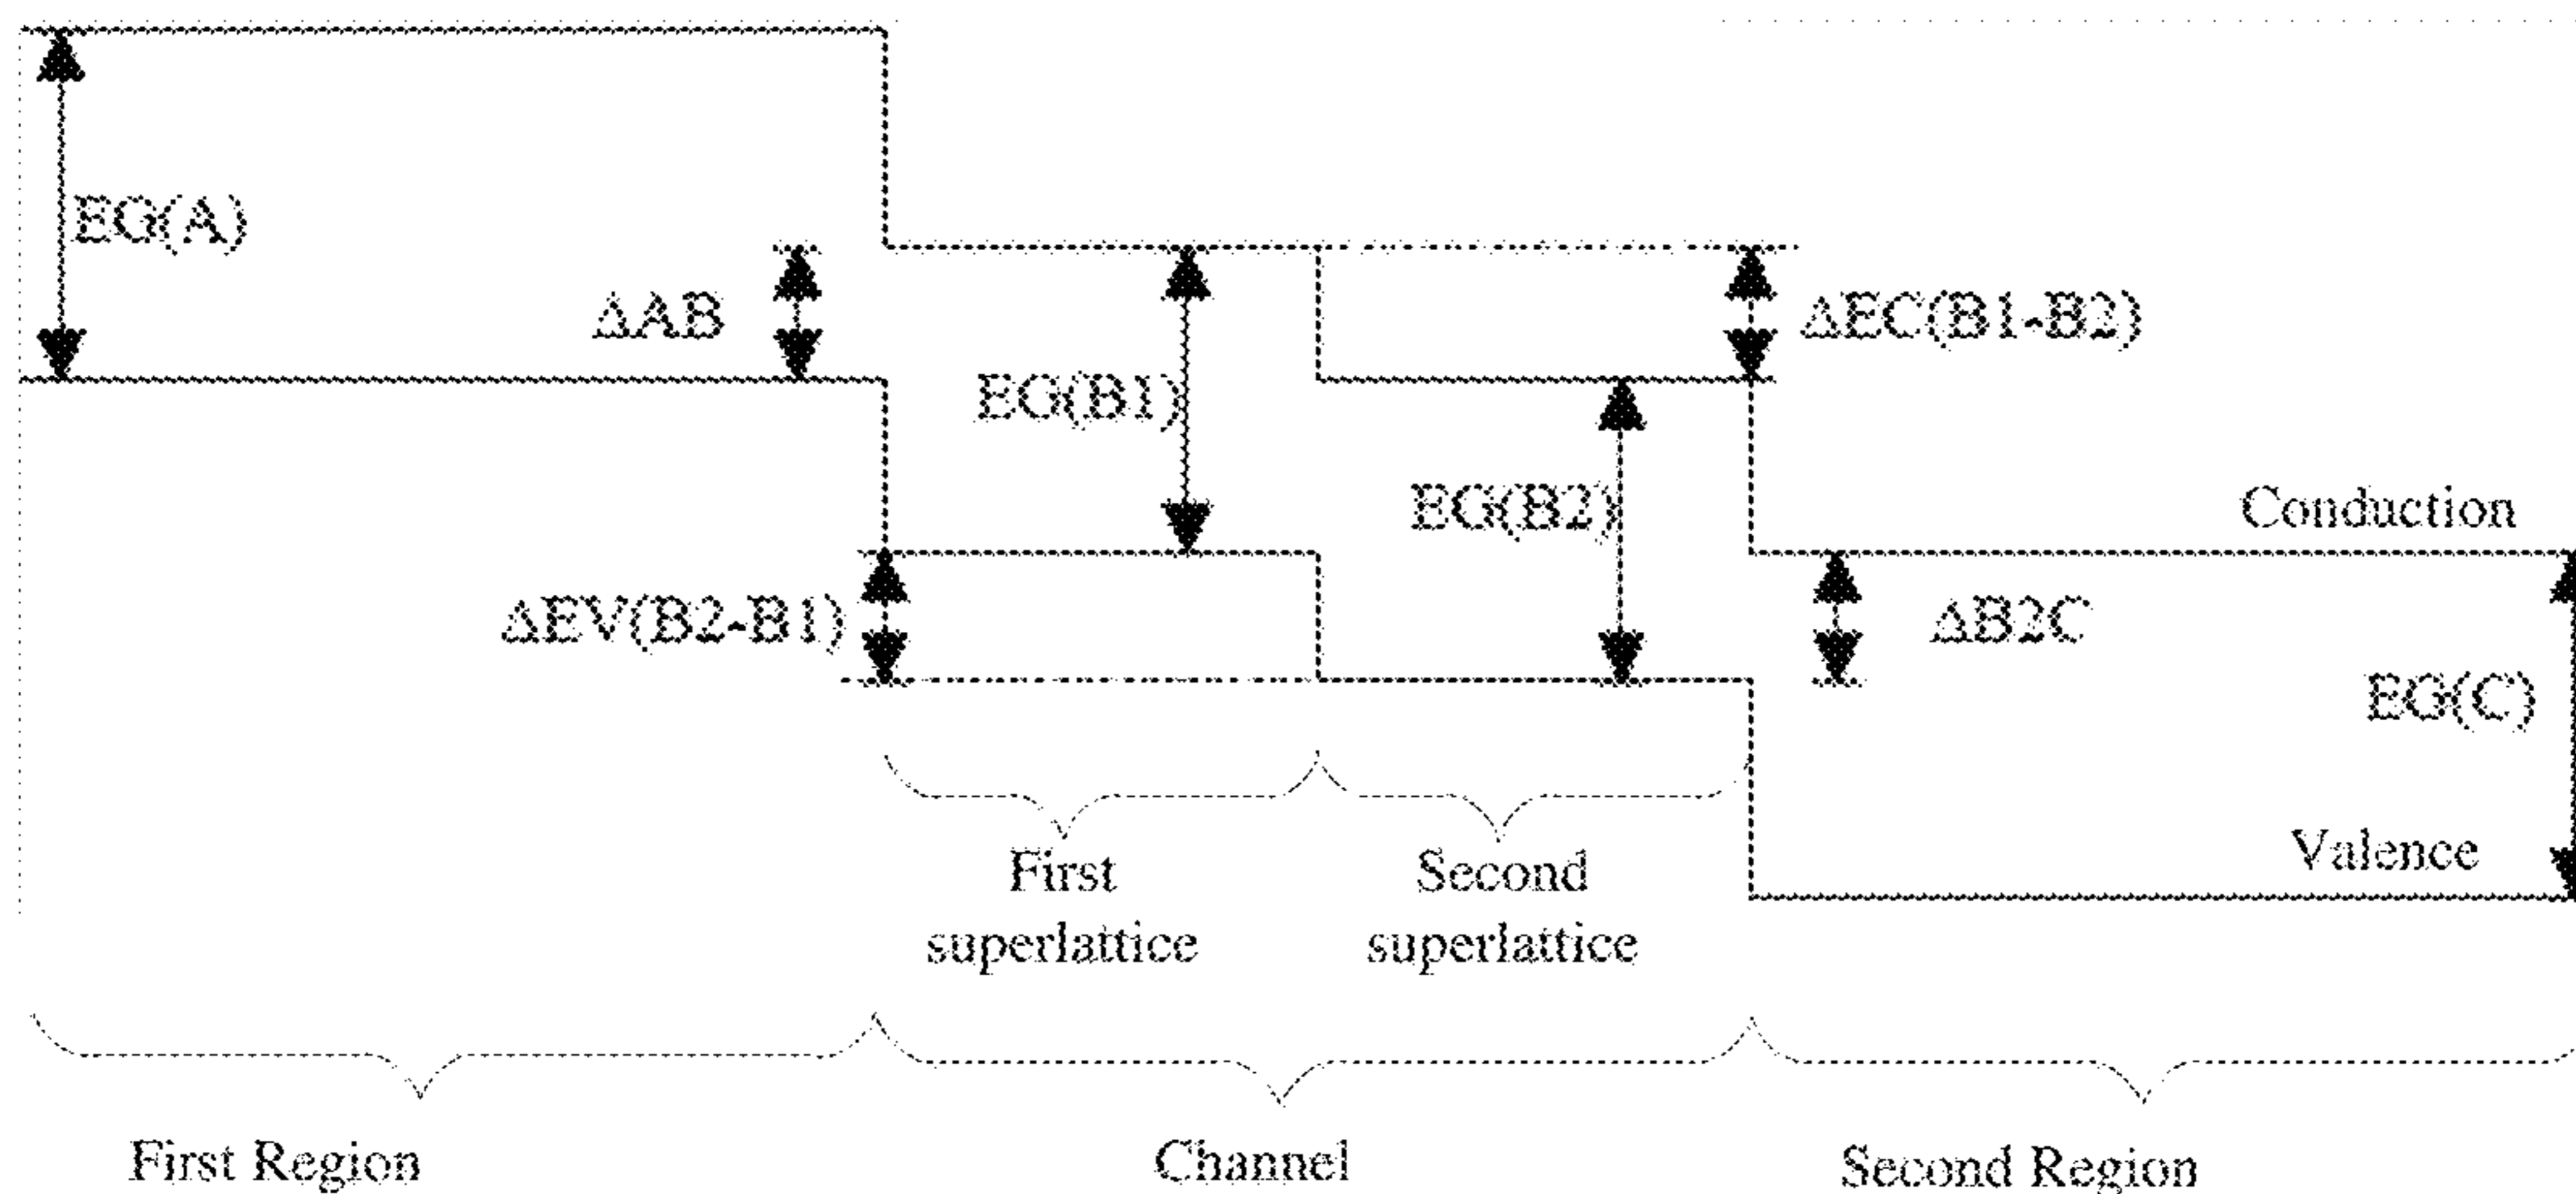 EG(A)
ΔAB
ΔEC(B1-B2)
EG(B1)
EG(B2)
Conduction
ΔEV(B2-B1)
ΔB2C
EG(C)
Valence
First
superlattice
Second
superlattice
First Region
Channel
Second Region